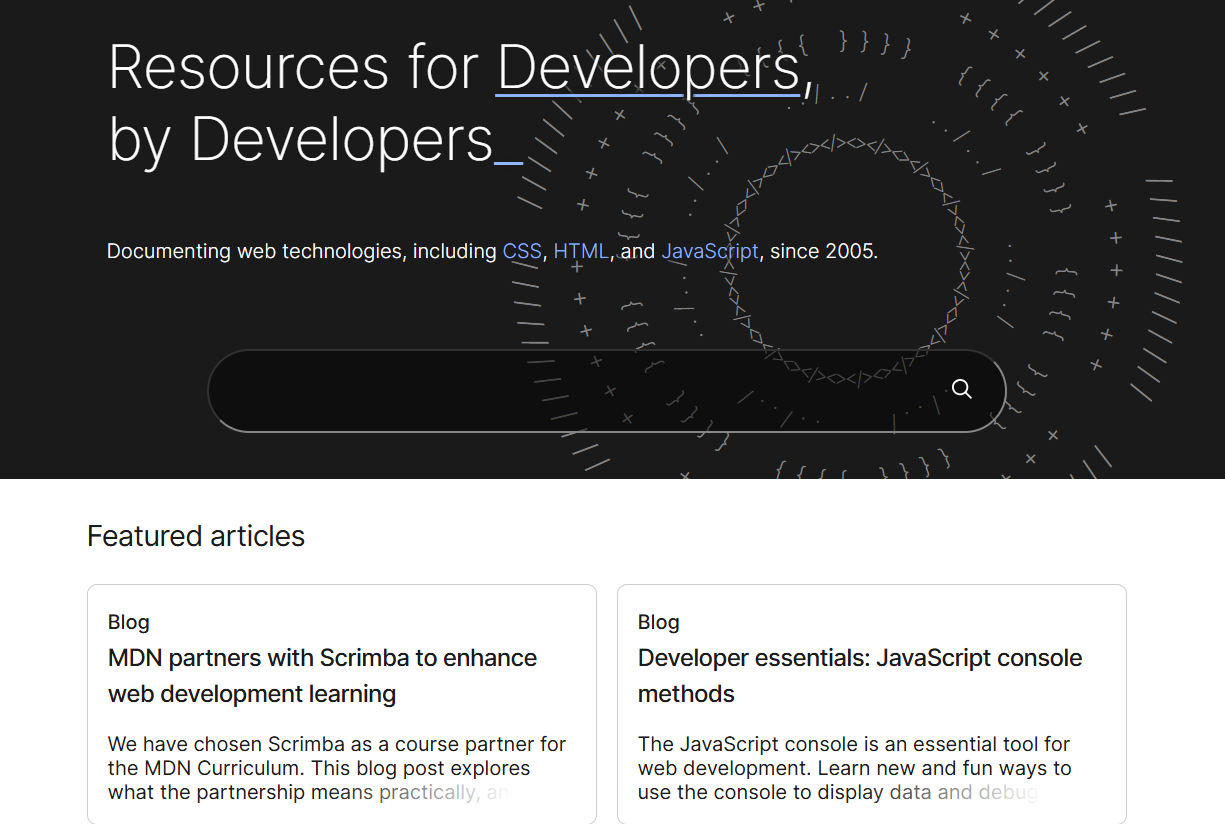 Resources for Developers,
by Developers_
Documenting web technologies, including CSS, HTML, and JavaScript, since 2005.
Featured articles
Blog
MDN partners with Scrimba to enhance
web development learning
We have chosen Scrimba as a course partner for
the MDN Curriculum. This blog post explores
what the partnership means practically, an
Blog
Developer essentials: JavaScript console
methods
The JavaScript console is an essential tool for
web development. Learn new and fun ways to
use the console to display data and debug